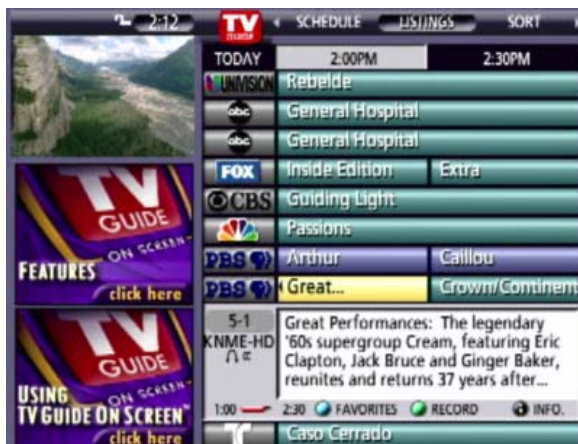 2:12 TV GUIDE SCHEDULE LISTINGS SORT
TODAY 2:00PM 2:30PM
UNIVISION Rebelde
abc General Hospital
abc General Hospital
FOX Inside Edition Extra
CBS Guiding Light
Passions
PBS Arthur Caillou
PBS Great... Crown/Continent
TV
GUIDE
ON SCREEN
FEATURES
click here
5-1
KNME-HD
Great Performances: The legendary
'60s supergroup Cream, featuring Eric
Clapton, Jack Bruce and Ginger Baker,
reunites and returns 37 years after...
1:00 2:30 FAVORITES RECORD INFO.
TV
GUIDE
ON SCREEN
USING
TV GUIDE ON SCREEN™
click here
Caso Cerrado